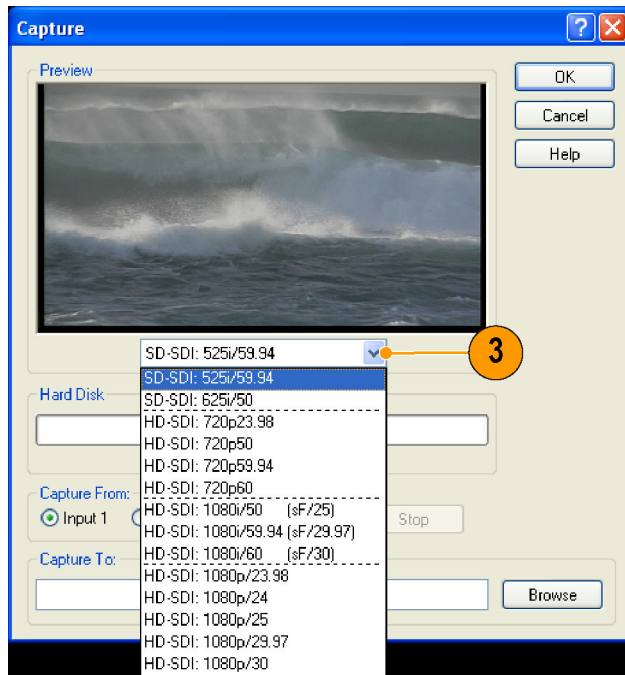 Capture
Preview
OK
Cancel
Help
SD-SDI: 525i/59.94
3
SD-SDI: 525i/59.94
SD-SDI: 625i/50
HD-SDI: 720p23.98
HD-SDI: 720p50
HD-SDI: 720p59.94
HD-SDI: 720p60
HD-SDI: 1080i/50 (sF/25)
HD-SDI: 1080i/59.94 (sF/29.97)
HD-SDI: 1080i/60 (sF/30)
HD-SDI: 1080p/23.98
HD-SDI: 1080p/24
HD-SDI: 1080p/25
HD-SDI: 1080p/29.97
HD-SDI: 1080p/30
Hard Disk
Capture From:
Input 1
Stop
Capture To:
Browse